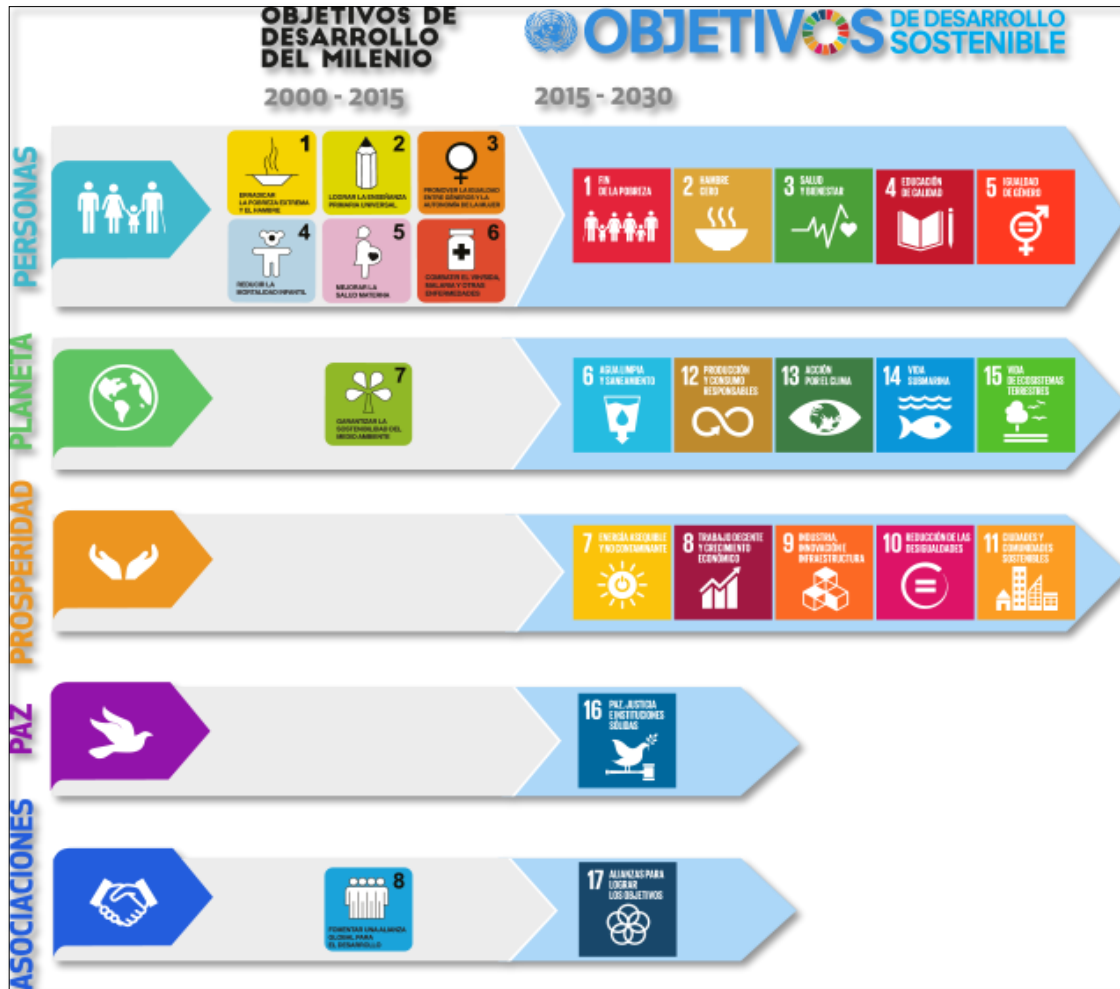 OBJETIVOS DE
DESARROLLO
DEL MILENIO
2000 - 2015
OBJETIVOS
DE DESARROLLO
SOSTENIBLE
2015 - 2030
PERSONAS
1
ERRADICAR
LA POBREZA EXTREMA
Y EL HAMBRE
2
LOGRAR LA ENSEÑANZA
PRIMARIA UNIVERSAL
3
PROMOVER LA IGUALDAD
ENTRE GÉNEROS Y LA
AUTONOMÍA DE LA MUJER
4
REDUCIR LA
MORTALIDAD INFANTIL
5
MEJORAR LA
SALUD MATERNA
6
COMBATIR EL VIH/SIDA,
MALARIA Y OTRAS
ENFERMEDADES
1 FIN
DE LA POBREZA
2 HAMBRE
CERO
3 SALUD
Y BIENESTAR
4 EDUCACIÓN
DE CALIDAD
5 IGUALDAD
DE GÉNERO
PLANETA
7
GARANTIZAR LA
SOSTENIBILIDAD DEL
MEDIO AMBIENTE
6 AGUA LIMPIA
Y SANEAMIENTO
12 PRODUCCIÓN
Y CONSUMO
RESPONSABLES
13 ACCIÓN
POR EL CLIMA
14 VIDA
SUBMARINA
15 VIDA
DE ECOSISTEMAS
TERRESTRES
PROSPERIDAD
7 ENERGÍA ASEQUIBLE
Y NO CONTAMINANTE
8 TRABAJO DECENTE
Y CRECIMIENTO
ECONÓMICO
9 INDUSTRIA,
INNOVACIÓN E
INFRAESTRUCTURA
10 REDUCCIÓN DE LAS
DESIGUALDADES
11 CIUDADES Y
COMUNIDADES
SOSTENIBLES
PAZ
16 PAZ, JUSTICIA
E INSTITUCIONES
SÓLIDAS
ASOCIACIONES
8
FOMENTAR UNA ALIANZA
GLOBAL PARA
EL DESARROLLO
17 ALIANZAS PARA
LOGRAR
LOS OBJETIVOS